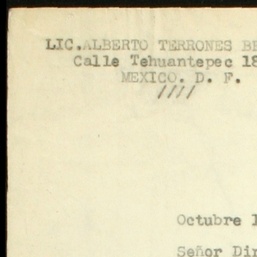 LIC. ALBERTO TERRONES BE
Calle Tehuantepec 18
MEXICO. D. F.
////
Octubre 1
Señor Dir